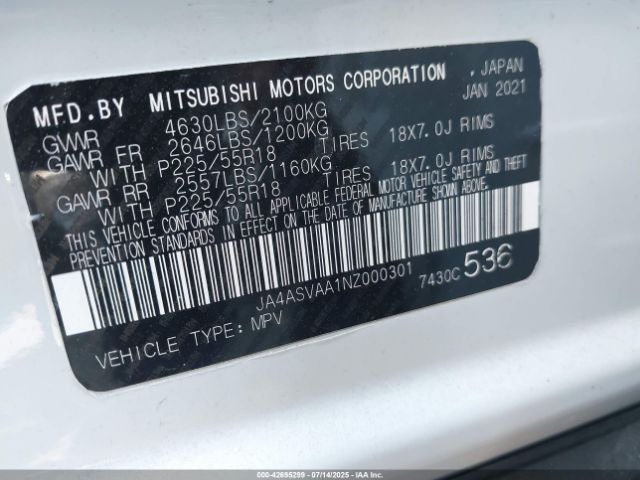 MFD.BY MITSUBISHI MOTORS CORPORATION , JAPAN
GVWR 4630LBS/2100KG JAN 2021
GAWR FR 2646LBS/1200KG
WITH P225/55R18 TIRES 18X7.0J RIMS
GAWR RR 2557LBS/1160KG
WITH P225/55R18 TIRES 18X7.0J RIMS
THIS VEHICLE CONFORMS TO ALL APPLICABLE FEDERAL MOTOR VEHICLE SAFETY AND THEFT
PREVENTION STANDARDS IN EFFECT ON THE DATE OF MANUFACTURE SHOWN ABOVE.
JA4ASVAA1NZ000301 7430C 536
VEHICLE TYPE: MPV
000-42695299 | 07/14/2025 | IAAI.COM